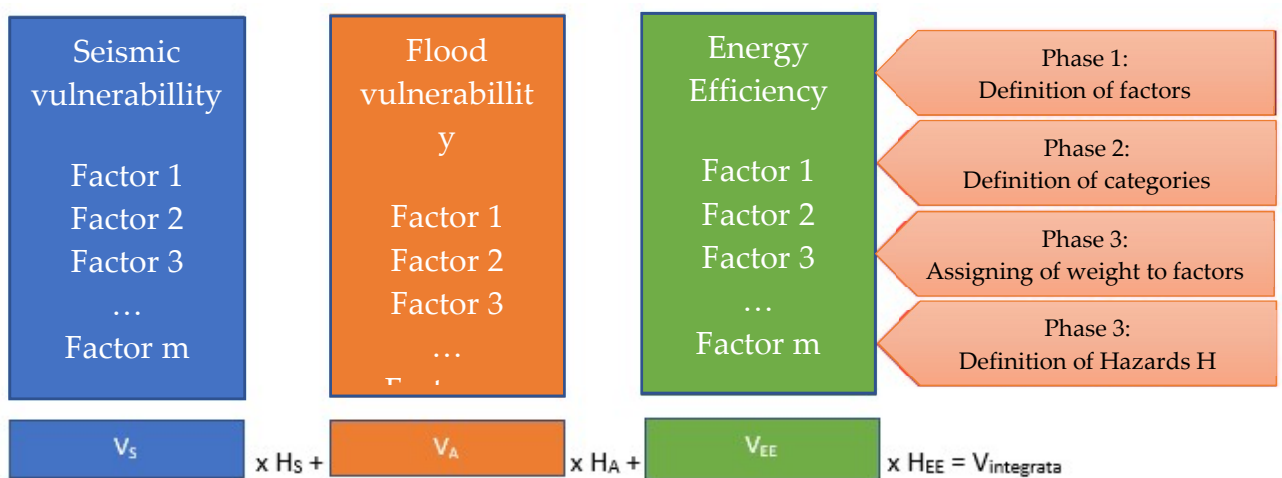 Seismic
vulnerabillity
Factor 1
Factor 2
Factor 3
…
Factor m
Flood
vulnerabillit
y
Factor 1
Factor 2
Factor 3
…
Energy
Efficiency
Factor 1
Factor 2
Factor 3
…
Factor m
Phase 1:
Definition of factors
Phase 2:
Definition of categories
Phase 3:
Assigning of weight to factors
Phase 3:
Definition of Hazards H
VS x HS + VA x HA + VEE x HEE = Vintegrata